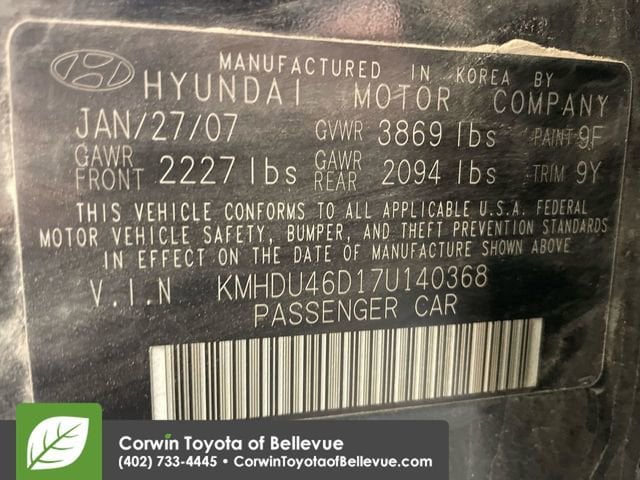 MANUFACTURED IN KOREA BY
HYUNDAI MOTOR COMPANY
JAN/27/07 GVWR 3869 lbs PAINT 9F
GAWR FRONT 2227 lbs GAWR REAR 2094 lbs TRIM 9Y
THIS VEHICLE CONFORMS TO ALL APPLICABLE U.S.A. FEDERAL
MOTOR VEHICLE SAFETY, BUMPER, AND THEFT PREVENTION STANDARDS
IN EFFECT ON THE DATE OF MANUFACTURE SHOWN ABOVE
V.I.N KMHDU46D17U140368
PASSENGER CAR
Corwin Toyota of Bellevue
(402) 733-4445 • CorwinToyotaofBellevue.com